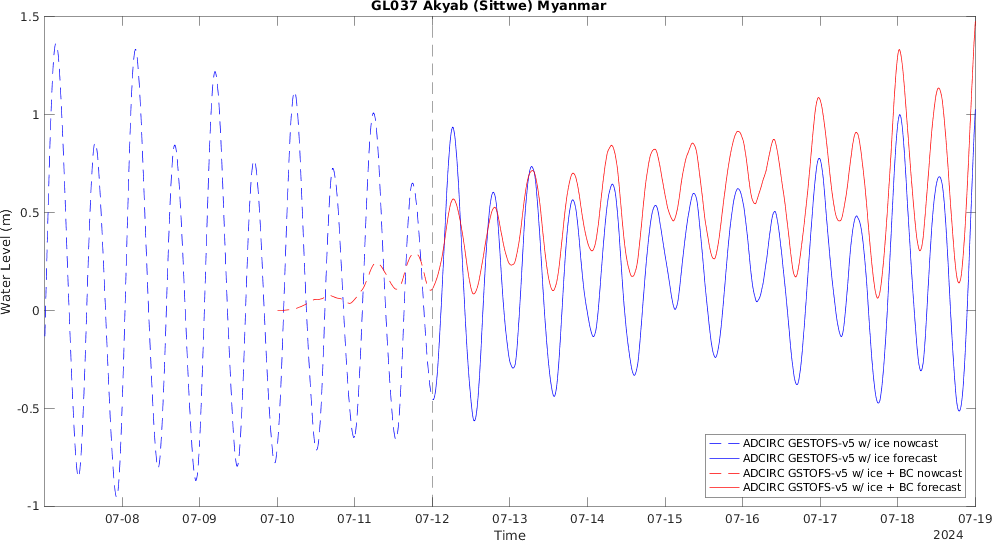 GL037 Akyab (Sittwe) Myanmar
1.5
1
0.5
0
-0.5
-1
Water Level (m)
ADCIRC GESTOFS-v5 w/ ice nowcast
ADCIRC GESTOFS-v5 w/ ice forecast
ADCIRC GSTOFS-v5 w/ ice + BC nowcast
ADCIRC GSTOFS-v5 w/ ice + BC forecast
07-08 07-09 07-10 07-11 07-12 07-13 07-14 07-15 07-16 07-17 07-18 07-19
Time
2024